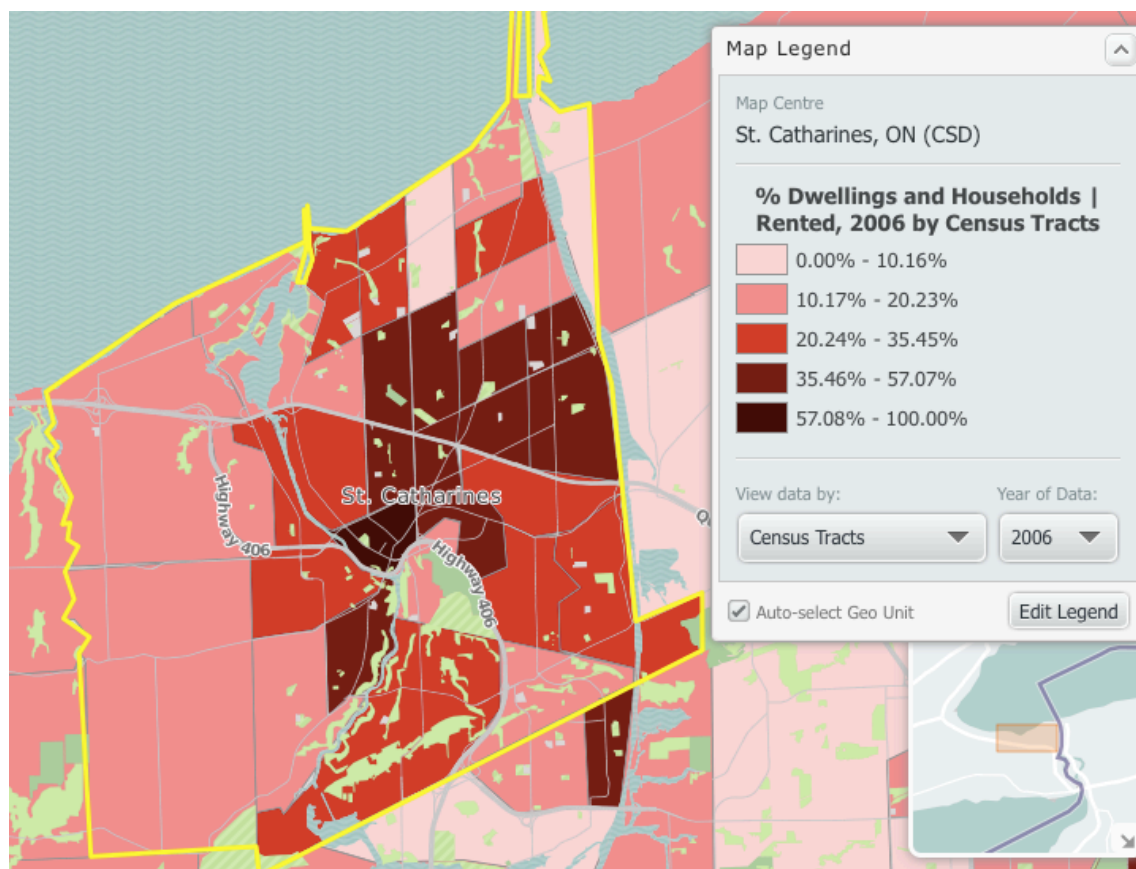 Map Legend
Map Centre
St. Catharines, ON (CSD)
% Dwellings and Households |
Rented, 2006 by Census Tracts
0.00% - 10.16%
10.17% - 20.23%
20.24% - 35.45%
35.46% - 57.07%
57.08% - 100.00%
View data by:
Year of Data:
Census Tracts
2006
Auto-select Geo Unit
Edit Legend
St. Catharines
Highway 406
Highway 406